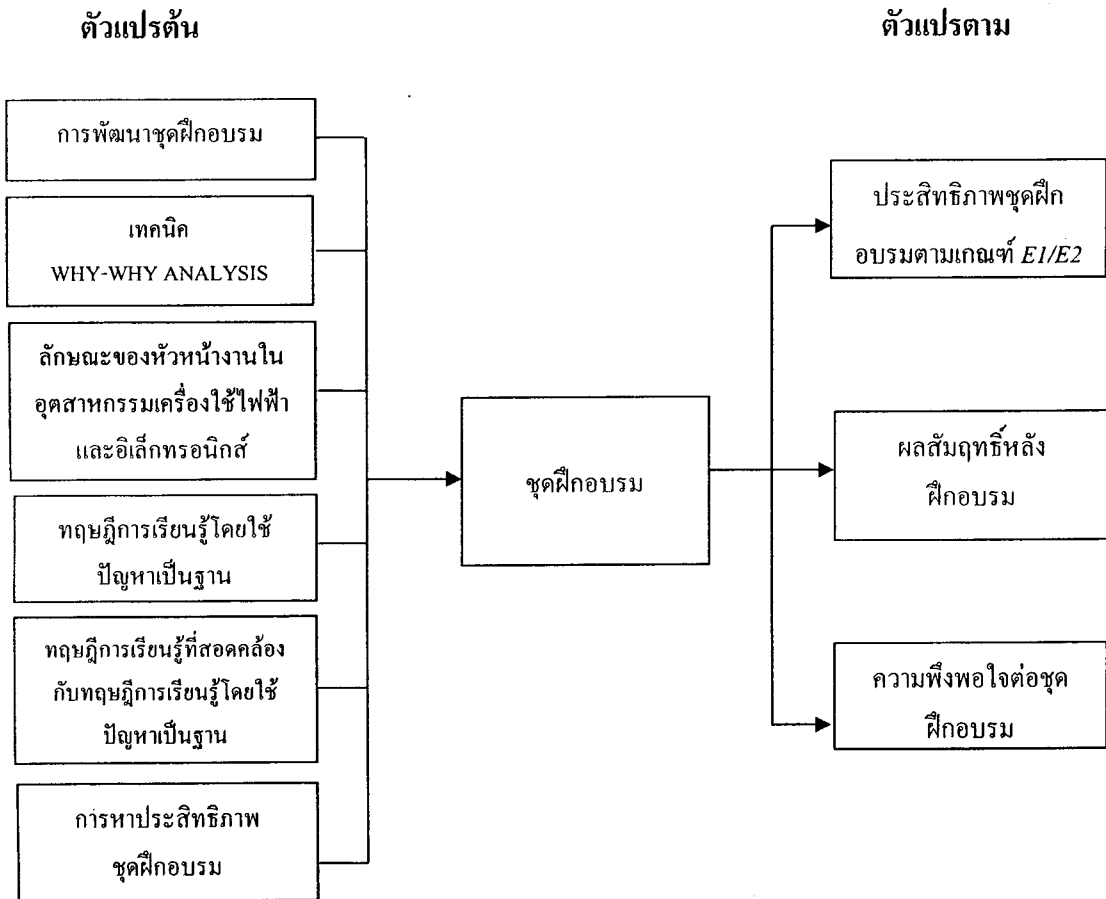 ตัวแปรต้น
ตัวแปรตาม
การพัฒนาชุดฝึกอบรม
เทคนิค
WHY-WHY ANALYSIS
ลักษณะของหัวหน้างานใน
อุตสาหกรรมเครื่องใช้ไฟฟ้า
และอิเล็กทรอนิกส์
ทฤษฎีการเรียนรู้โดยใช้
ปัญหาเป็นฐาน
ทฤษฎีการเรียนรู้ที่สอดคล้อง
กับทฤษฎีการเรียนรู้โดยใช้
ปัญหาเป็นฐาน
การหาประสิทธิภาพ
ชุดฝึกอบรม
ชุดฝึกอบรม
ประสิทธิภาพชุดฝึก
อบรมตามเกณฑ์ E1/E2
ผลสัมฤทธิ์หลัง
ฝึกอบรม
ความพึงพอใจต่อชุด
ฝึกอบรม